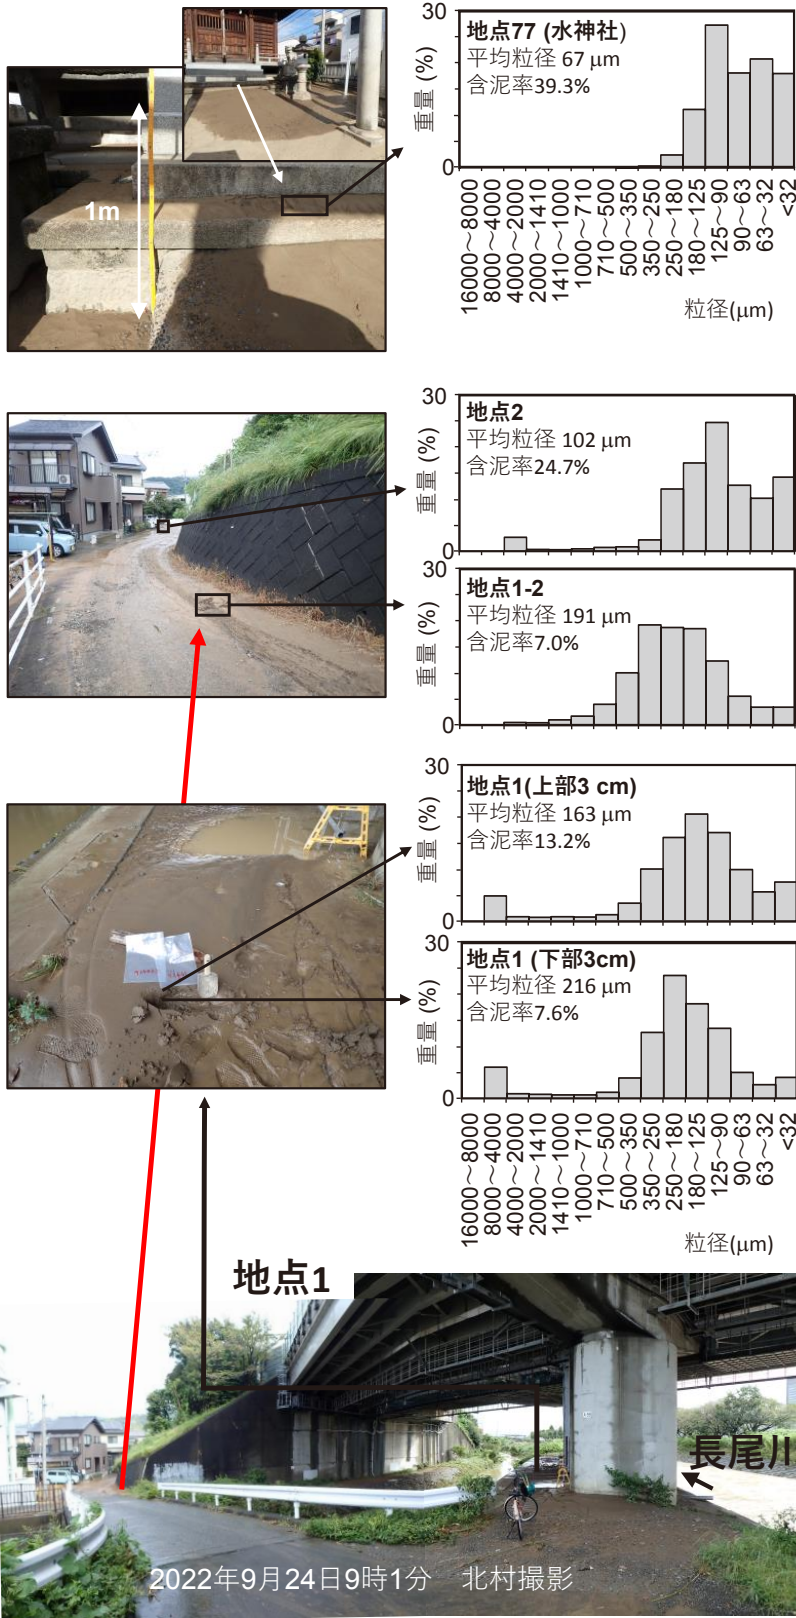 30
地点77 (水神社)
平均粒径 67 μm
含泥率39.3%
重量 (%)
0
16000～8000
8000～4000
4000～2000
2000～1410
1410～1000
1000～710
710～500
500～350
350～250
250～180
180～125
125～90
90～63
63～32
<32
粒径(μm)
1m
30
地点2
平均粒径 102 μm
含泥率24.7%
重量 (%)
0
30
地点1-2
平均粒径 191 μm
含泥率7.0%
重量 (%)
0
30
地点1(上部3 cm)
平均粒径 163 μm
含泥率13.2%
重量 (%)
0
30
地点1 (下部3cm)
平均粒径 216 μm
含泥率7.6%
重量 (%)
0
16000～8000
8000～4000
4000～2000
2000～1410
1410～1000
1000～710
710～500
500～350
350～250
250～180
180～125
125～90
90～63
63～32
<32
粒径(μm)
地点1
長尾川
2022年9月24日9時1分　北村撮影